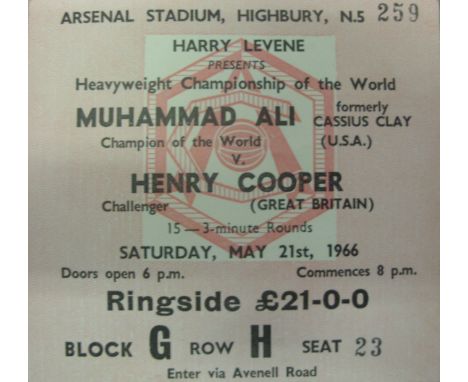 ARSENAL STADIUM, HIGHBURY, N.5 259
HARRY LEVENE
PRESENTS
Heavyweight Championship of the World
MUHAMMAD ALI formerly CASSIUS CLAY
Champion of the World (U.S.A.)
V.
HENRY COOPER
Challenger (GREAT BRITAIN)
15 — 3-minute Rounds
SATURDAY, MAY 21st, 1966
Doors open 6 p.m. Commences 8 p.m.
Ringside £21-0-0
BLOCK G ROW H SEAT 23
Enter via Avenell Road